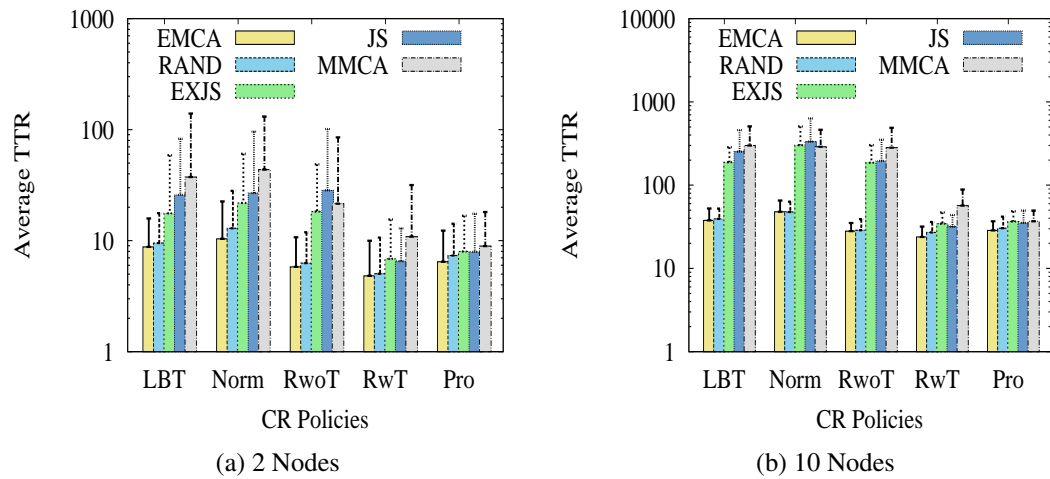 1000
100
10
1
Average TTR
EMCA
RAND
EXJS
JS
MMCA
LBT Norm RwoT RwT Pro
CR Policies
(a) 2 Nodes
10000
1000
100
10
1
Average TTR
EMCA
RAND
EXJS
JS
MMCA
LBT Norm RwoT RwT Pro
CR Policies
(b) 10 Nodes